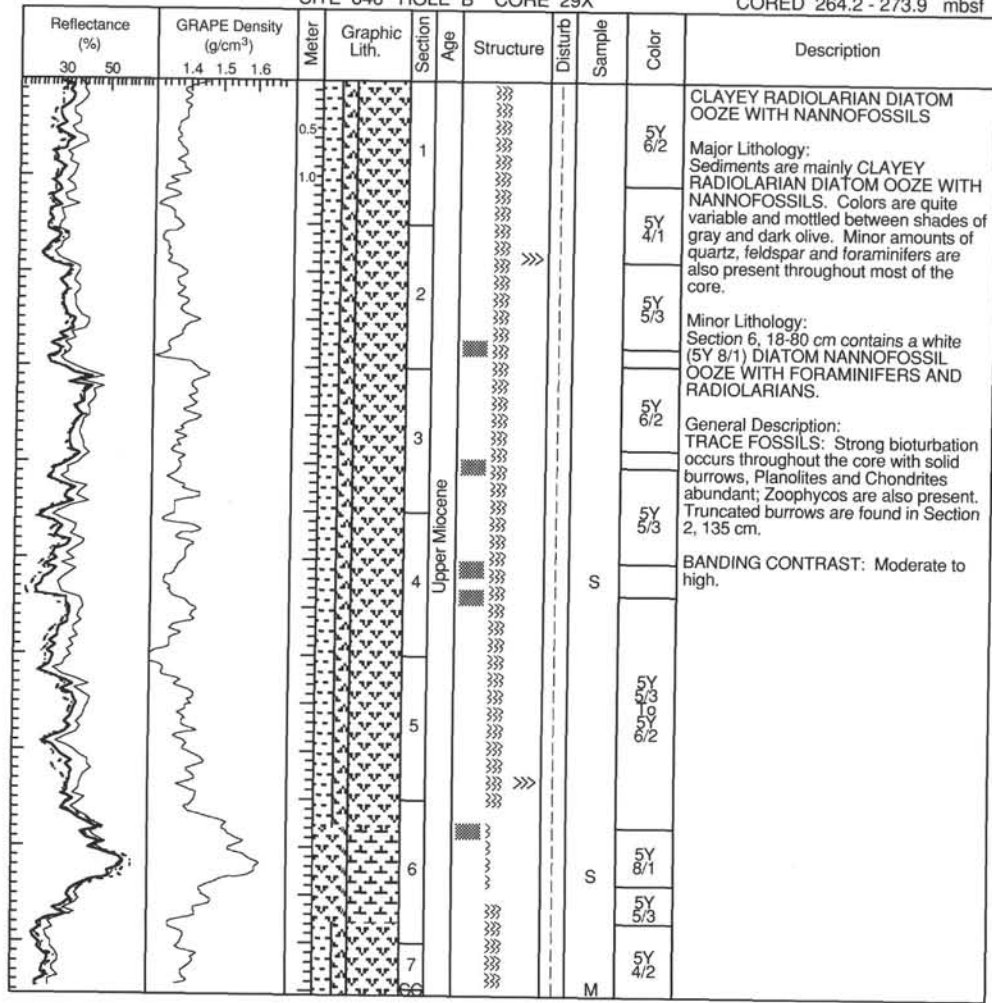 HOLE B CORE 29X
CORED 264.2 - 273.9 mbsf
Reflectance
(%)
30 50
GRAPE Density
(g/cm³)
1.4 1.5 1.6
Meter
Graphic
Lith.
Section
Age
Structure
Disturb
Sample
Color
Description
0.5
1.0
1
2
3
4
5
6
7
CC
Upper Miocene
S
S
M
5Y
6/2
5Y
4/1
5Y
5/3
5Y
6/2
5Y
5/3
5Y
5/3
To
5Y
6/2
5Y
8/1
5Y
5/3
5Y
4/2
CLAYEY RADIOLARIAN DIATOM
OOZE WITH NANNOFOSSILS
Major Lithology:
Sediments are mainly CLAYEY
RADIOLARIAN DIATOM OOZE WITH
NANNOFOSSILS. Colors are quite
variable and mottled between shades of
gray and dark olive. Minor amounts of
quartz, feldspar and foraminifers are
also present throughout most of the
core.
Minor Lithology:
Section 6, 18-80 cm contains a white
(5Y 8/1) DIATOM NANNOFOSSIL
OOZE WITH FORAMINIFERS AND
RADIOLARIANS.
General Description:
TRACE FOSSILS: Strong bioturbation
occurs throughout the core with solid
burrows, Planolites and Chondrites
abundant; Zoophycos are also present.
Truncated burrows are found in Section
2, 135 cm.
BANDING CONTRAST: Moderate to
high.